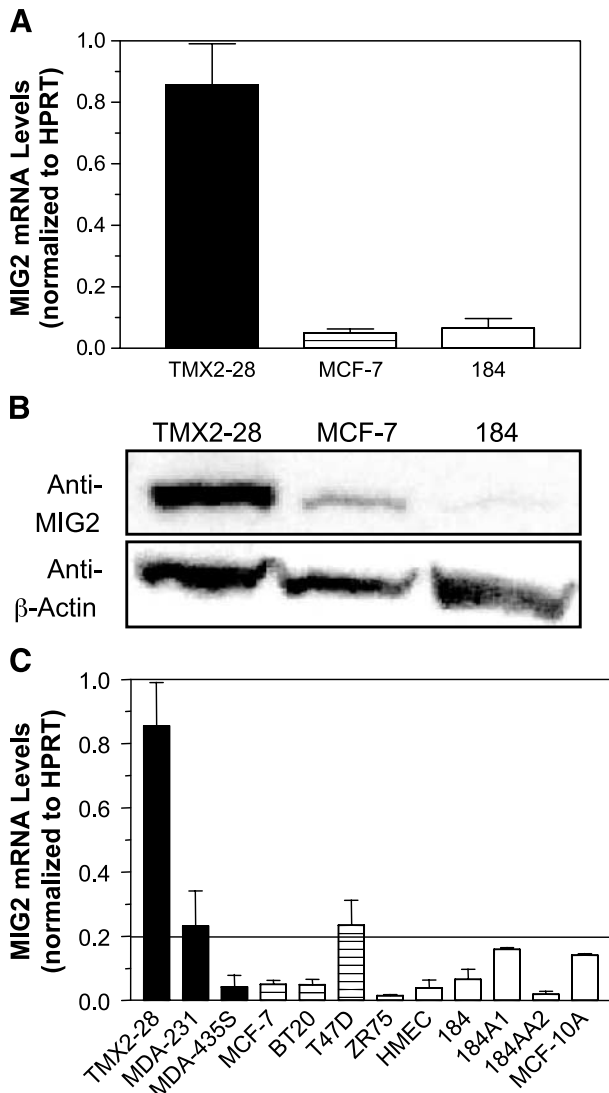 A
MIG2 mRNA Levels
(normalized to HPRT)
1.0
0.8
0.6
0.4
0.2
0.0
TMX2-28 MCF-7 184
B
TMX2-28 MCF-7 184
Anti-
MIG2
Anti-
β-Actin
C
MIG2 mRNA Levels
(normalized to HPRT)
1.0
0.8
0.6
0.4
0.2
0.0
TMX2-28
MDA-231
MDA-435S
MCF-7
BT20
T47D
ZR75
HMEC
184
184A1
184AA2
MCF-10A